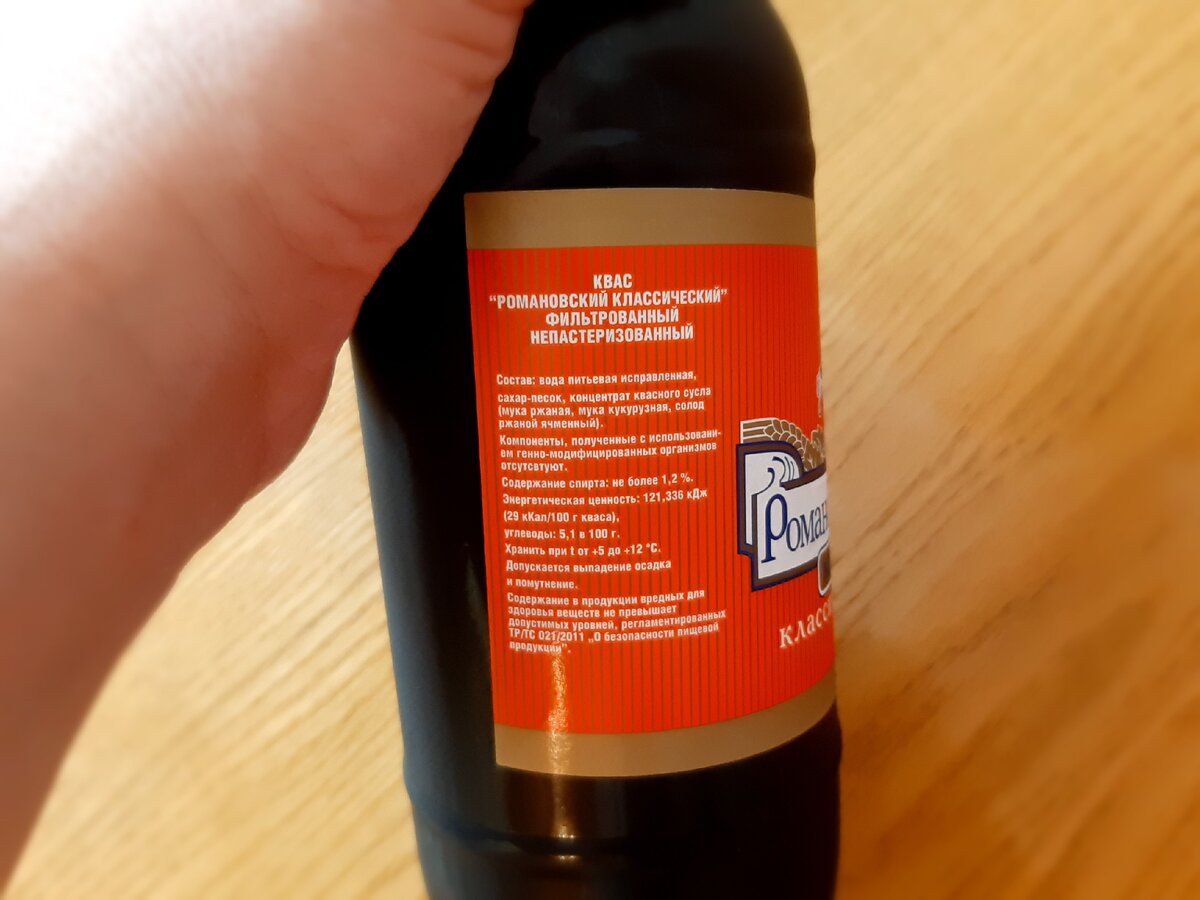 КВАС
“РОМАНОВСКИЙ КЛАССИЧЕСКИЙ”
ФИЛЬТРОВАННЫЙ
НЕПАСТЕРИЗОВАННЫЙ
Состав: вода питьевая исправленная,
сахар-песок, концентрат квасного сусла
(мука ржаная, мука кукурузная, солод
ржаной ячменный).
Компоненты, полученные с использовани-
ем генно-модифицированных организмов
отсутсвтуют.
Содержание спирта: не более 1,2 %.
Энергетическая ценность: 121,336 кДж
(29 кКал/100 г кваса),
углеводы: 5,1 в 100 г.
Хранить при t от +5 до +12 °С.
Допускается выпадение осадка
и помутнение.
Содержание в продукции вредных для
здоровья веществ не превышает
допустимых уровней, регламентированных
ТР/ТС 021/2011 „О безопасности пищевой
продукции”.
Роман
класс